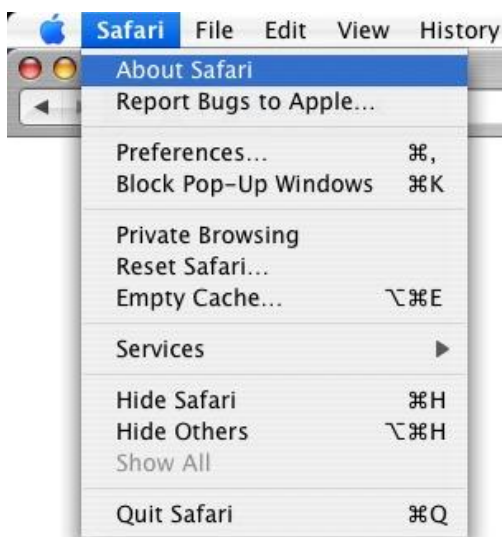 Safari File Edit View History
About Safari
Report Bugs to Apple...
Preferences... ⌘,
Block Pop-Up Windows ⌘K
Private Browsing
Reset Safari...
Empty Cache... ⌥⌘E
Services ▶
Hide Safari ⌘H
Hide Others ⌥⌘H
Show All
Quit Safari ⌘Q